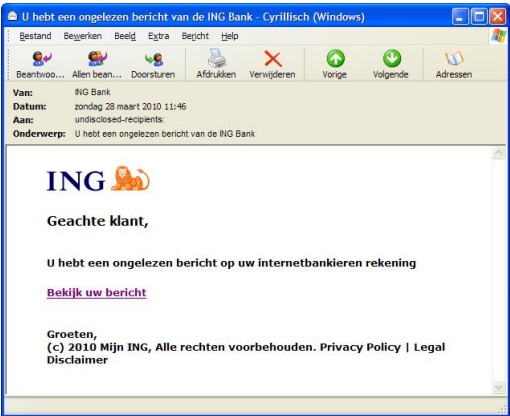 U hebt een ongelezen bericht van de ING Bank - Cyrillisch (Windows)
Bestand Bewerken Beeld Extra Bericht Help
Beantwoo... Allen bean... Doorsturen Afdrukken Verwijderen Vorige Volgende Adressen
Van: ING Bank
Datum: zondag 28 maart 2010 11:46
Aan: undisclosed-recipients:
Onderwerp: U hebt een ongelezen bericht van de ING Bank
ING
Geachte klant,
U hebt een ongelezen bericht op uw internetbankieren rekening
Bekijk uw bericht
Groeten,
(c) 2010 Mijn ING, Alle rechten voorbehouden. Privacy Policy | Legal
Disclaimer